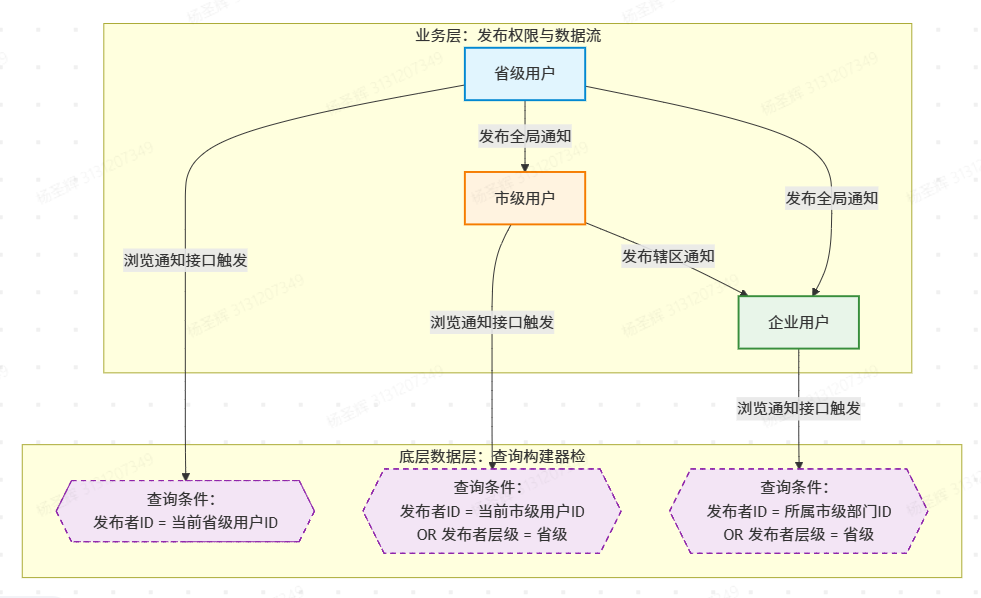 业务层：发布权限与数据流
省级用户
发布全局通知
市级用户
发布全局通知
发布辖区通知
浏览通知接口触发
企业用户
浏览通知接口触发
浏览通知接口触发
底层数据层：查询构建器检
查询条件：
发布者ID = 当前省级用户ID
查询条件：
发布者ID = 当前市级用户ID
OR 发布者层级 = 省级
查询条件：
发布者ID = 所属市级部门ID
OR 发布者层级 = 省级
杨圣辉 3131207349